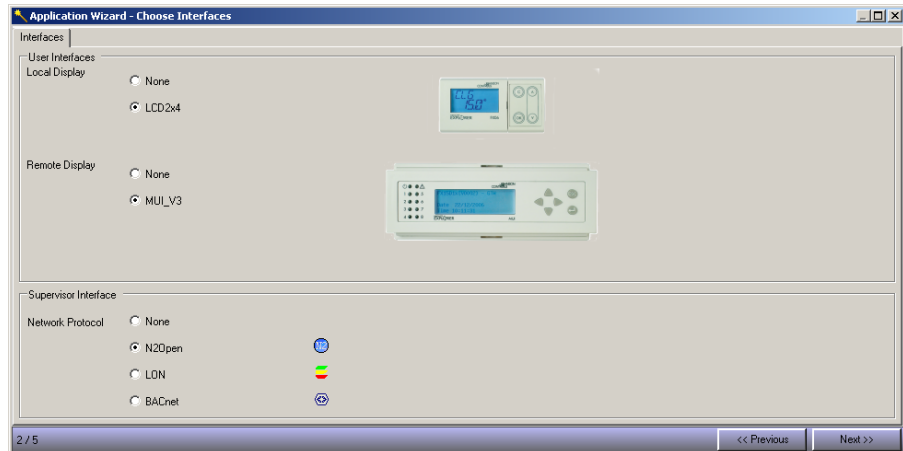 Application Wizard - Choose Interfaces
Interfaces
User Interfaces
Local Display
None
LCD2x4
Remote Display
None
MUI_V3
Supervisor Interface
Network Protocol
None
N2Open
N2
LON
BACnet
2 / 5
<< Previous
Next >>